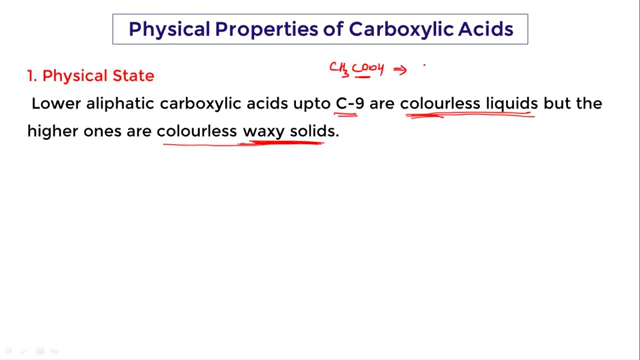 Physical Properties of Carboxylic Acids
CH3COOH ⇒
1. Physical State
Lower aliphatic carboxylic acids upto C-9 are colourless liquids but the
higher ones are colourless waxy solids.